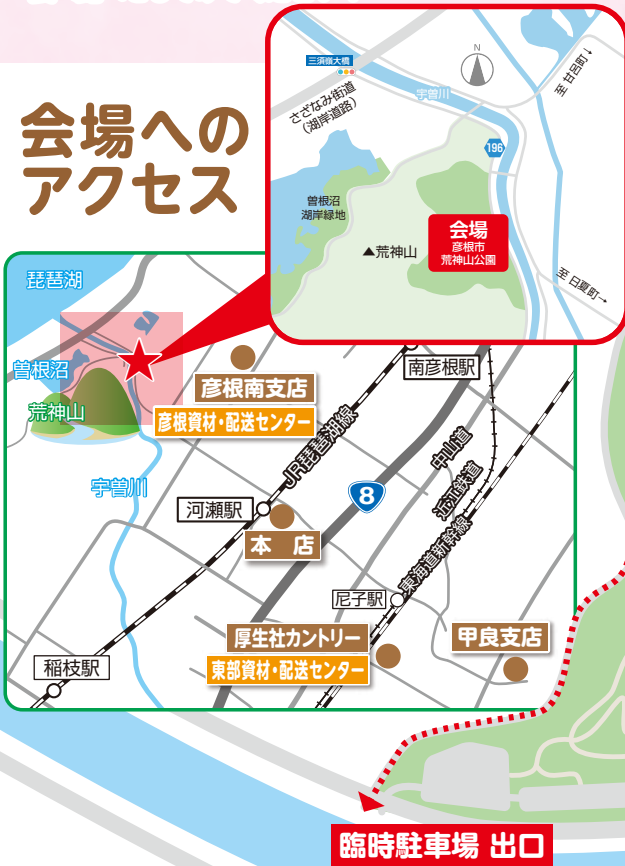 会場への
アクセス
三須嶺大橋
さざなみ街道
(湖岸道路)
N
宇曽川
至 甘呂町→
196
曽根沼
湖岸緑地
▲荒神山
会場
彦根市
荒神山公園
至 日夏町→
琵琶湖
曽根沼
荒神山
宇曽川
彦根南支店
彦根資材・配送センター
南彦根駅
JR琵琶湖線
中山道
近江鉄道
東海道新幹線
8
河瀬駅
本 店
尼子駅
厚生社カントリー
東部資材・配送センター
甲良支店
稲枝駅
臨時駐車場 出口